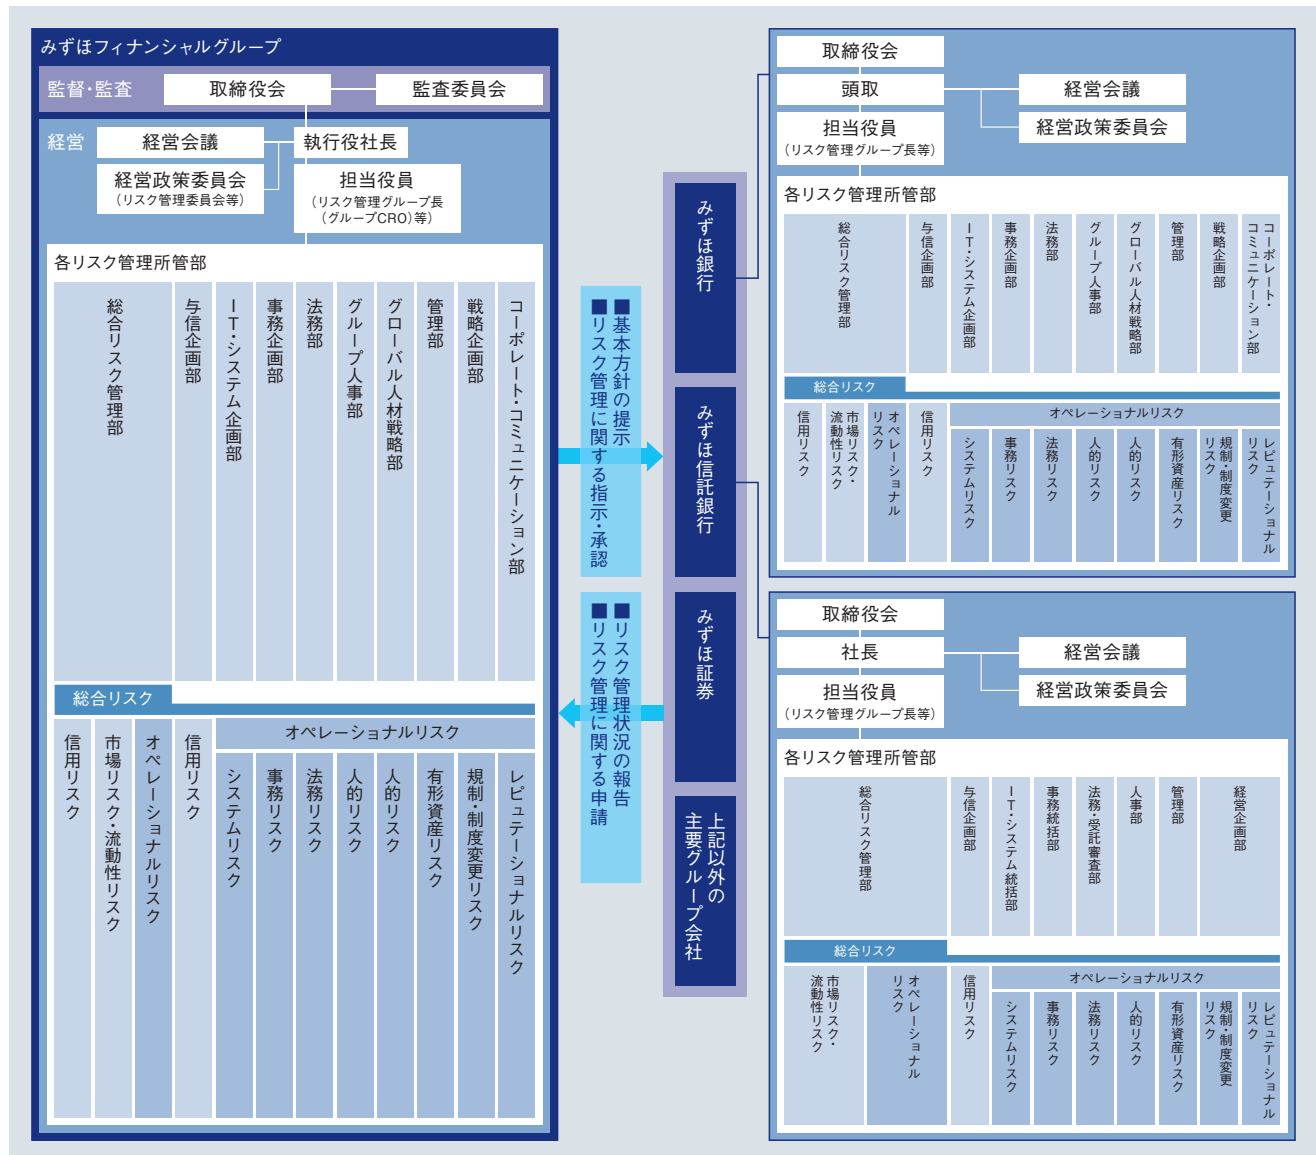 みずほフィナンシャルグループ
監督・監査
取締役会
監査委員会
経営
経営会議
執行役社長
経営政策委員会
(リスク管理委員会等)
担当役員
(リスク管理グループ長
(グループCRO)等)
各リスク管理所管部
総合リスク管理部
与信企画部
IT・システム企画部
事務企画部
法務部
グループ人事部
グローバル人材戦略部
管理部
戦略企画部
コーポレート・コミュニケーション部
総合リスク
信用リスク
市場リスク・流動性リスク
オペレーショナルリスク
信用リスク
オペレーショナルリスク
システムリスク
事務リスク
法務リスク
人的リスク
人的リスク
有形資産リスク
規制・制度変更リスク
レピュテーショナルリスク
■基本方針の提示
■リスク管理に関する指示・承認
■リスク管理状況の報告
■リスク管理に関する申請
みずほ銀行
みずほ信託銀行
みずほ証券
上記以外の
主要グループ会社
取締役会
頭取
経営会議
経営政策委員会
担当役員
(リスク管理グループ長等)
各リスク管理所管部
総合リスク管理部
与信企画部
IT・システム企画部
事務企画部
法務部
グループ人事部
グローバル人材戦略部
管理部
戦略企画部
コーポレート・
コミュニケーション部
総合リスク
信用リスク
市場リスク・
流動性リスク
オペレーショナル
リスク
信用リスク
オペレーショナルリスク
システムリスク
事務リスク
法務リスク
人的リスク
人的リスク
有形資産リスク
規制・制度変更
リスク
レピュテーショナル
リスク
取締役会
社長
経営会議
経営政策委員会
担当役員
(リスク管理グループ長等)
各リスク管理所管部
総合リスク管理部
与信企画部
IT・システム統括部
事務統括部
法務・受託審査部
人事部
管理部
経営企画部
総合リスク
市場リスク・
流動性リスク
オペレーショナル
リスク
信用リスク
オペレーショナルリスク
システムリスク
事務リスク
法務リスク
人的リスク
有形資産リスク
規制・制度変更
リスク
レピュテーショナル
リスク